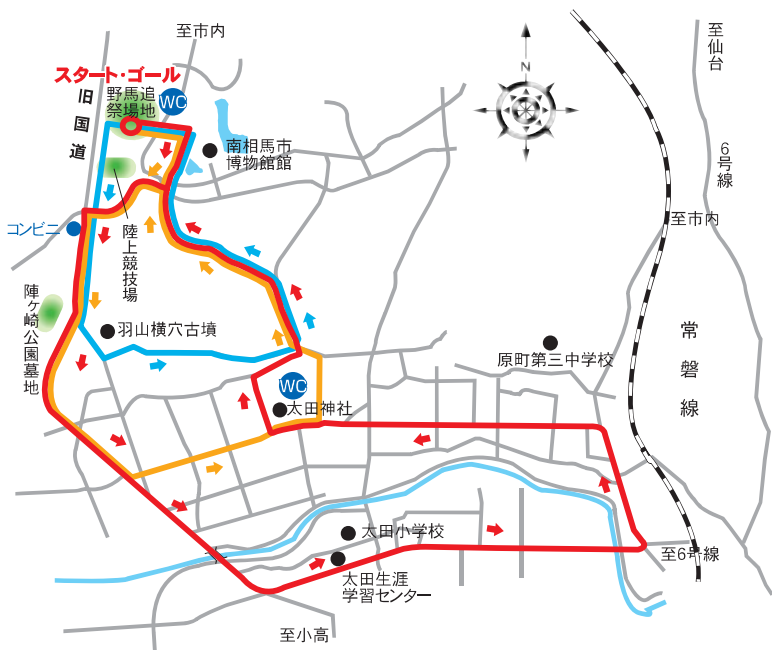 至市内
スタート・ゴール
野馬追
祭場地
WC
旧国道
南相馬市
博物館館
N
至仙台
6号線
至市内
コンビニ
陸上競技場
陣ヶ崎公園墓地
羽山横穴古墳
原町第三中学校
常磐線
WC
太田神社
太田小学校
太田生涯
学習センター
至6号線
至小高